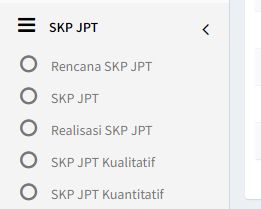 SKP JPT
Rencana SKP JPT
SKP JPT
Realisasi SKP JPT
SKP JPT Kualitatif
SKP JPT Kuantitatif